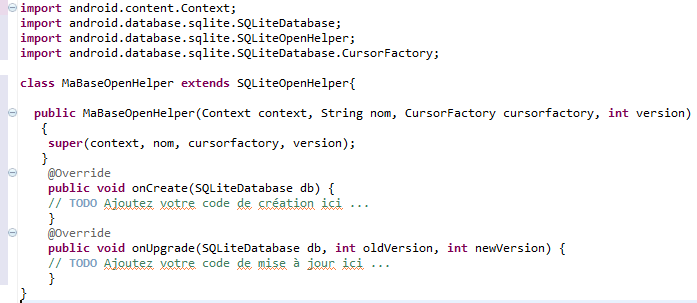 import android.content.Context;
import android.database.sqlite.SQLiteDatabase;
import android.database.sqlite.SQLiteOpenHelper;
import android.database.sqlite.SQLiteDatabase.CursorFactory;
class MaBaseOpenHelper extends SQLiteOpenHelper{
public MaBaseOpenHelper(Context context, String nom, CursorFactory cursorfactory, int version)
{
super(context, nom, cursorfactory, version);
}
@Override
public void onCreate(SQLiteDatabase db) {
// TODO Ajoutez votre code de création ici ...
}
@Override
public void onUpgrade(SQLiteDatabase db, int oldVersion, int newVersion) {
// TODO Ajoutez votre code de mise à jour ici ...
}
}